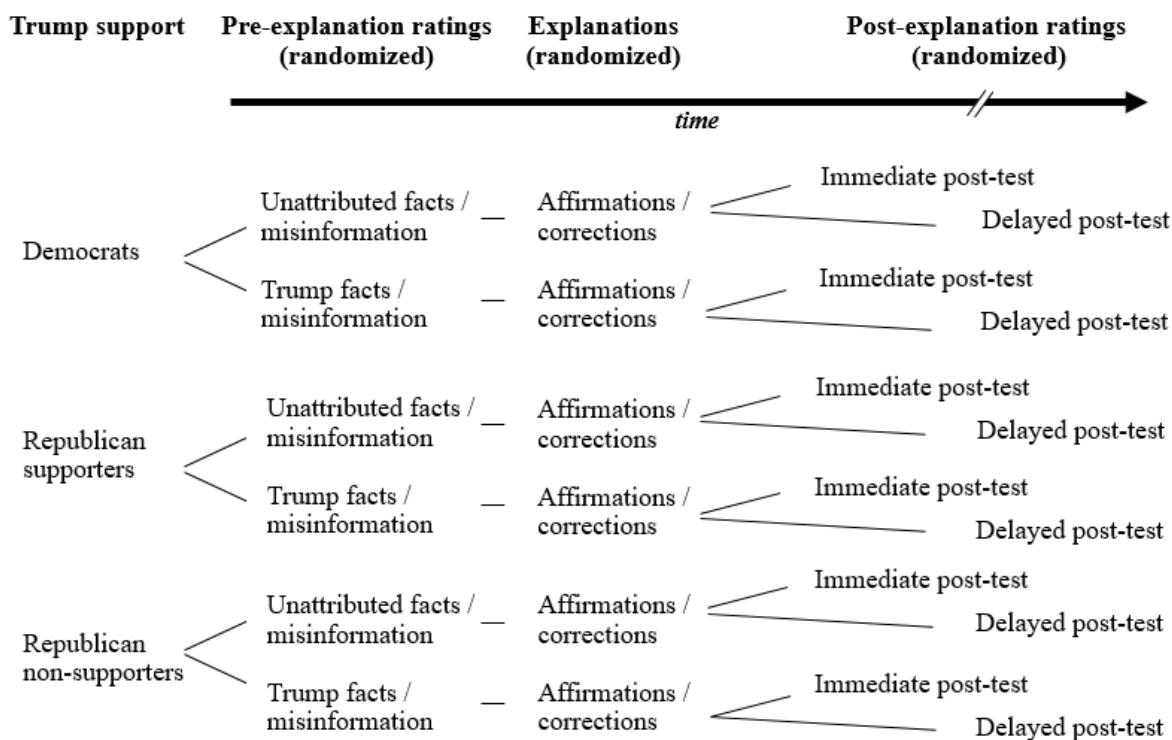 Trump support Pre-explanation ratings Explanations Post-explanation ratings
(randomized) (randomized) (randomized)
time
Democrats
Unattributed facts /
misinformation
Affirmations /
corrections
Immediate post-test
Delayed post-test
Trump facts /
misinformation
Affirmations /
corrections
Immediate post-test
Delayed post-test
Republican
supporters
Unattributed facts /
misinformation
Affirmations /
corrections
Immediate post-test
Delayed post-test
Trump facts /
misinformation
Affirmations /
corrections
Immediate post-test
Delayed post-test
Republican
non-supporters
Unattributed facts /
misinformation
Affirmations /
corrections
Immediate post-test
Delayed post-test
Trump facts /
misinformation
Affirmations /
corrections
Immediate post-test
Delayed post-test